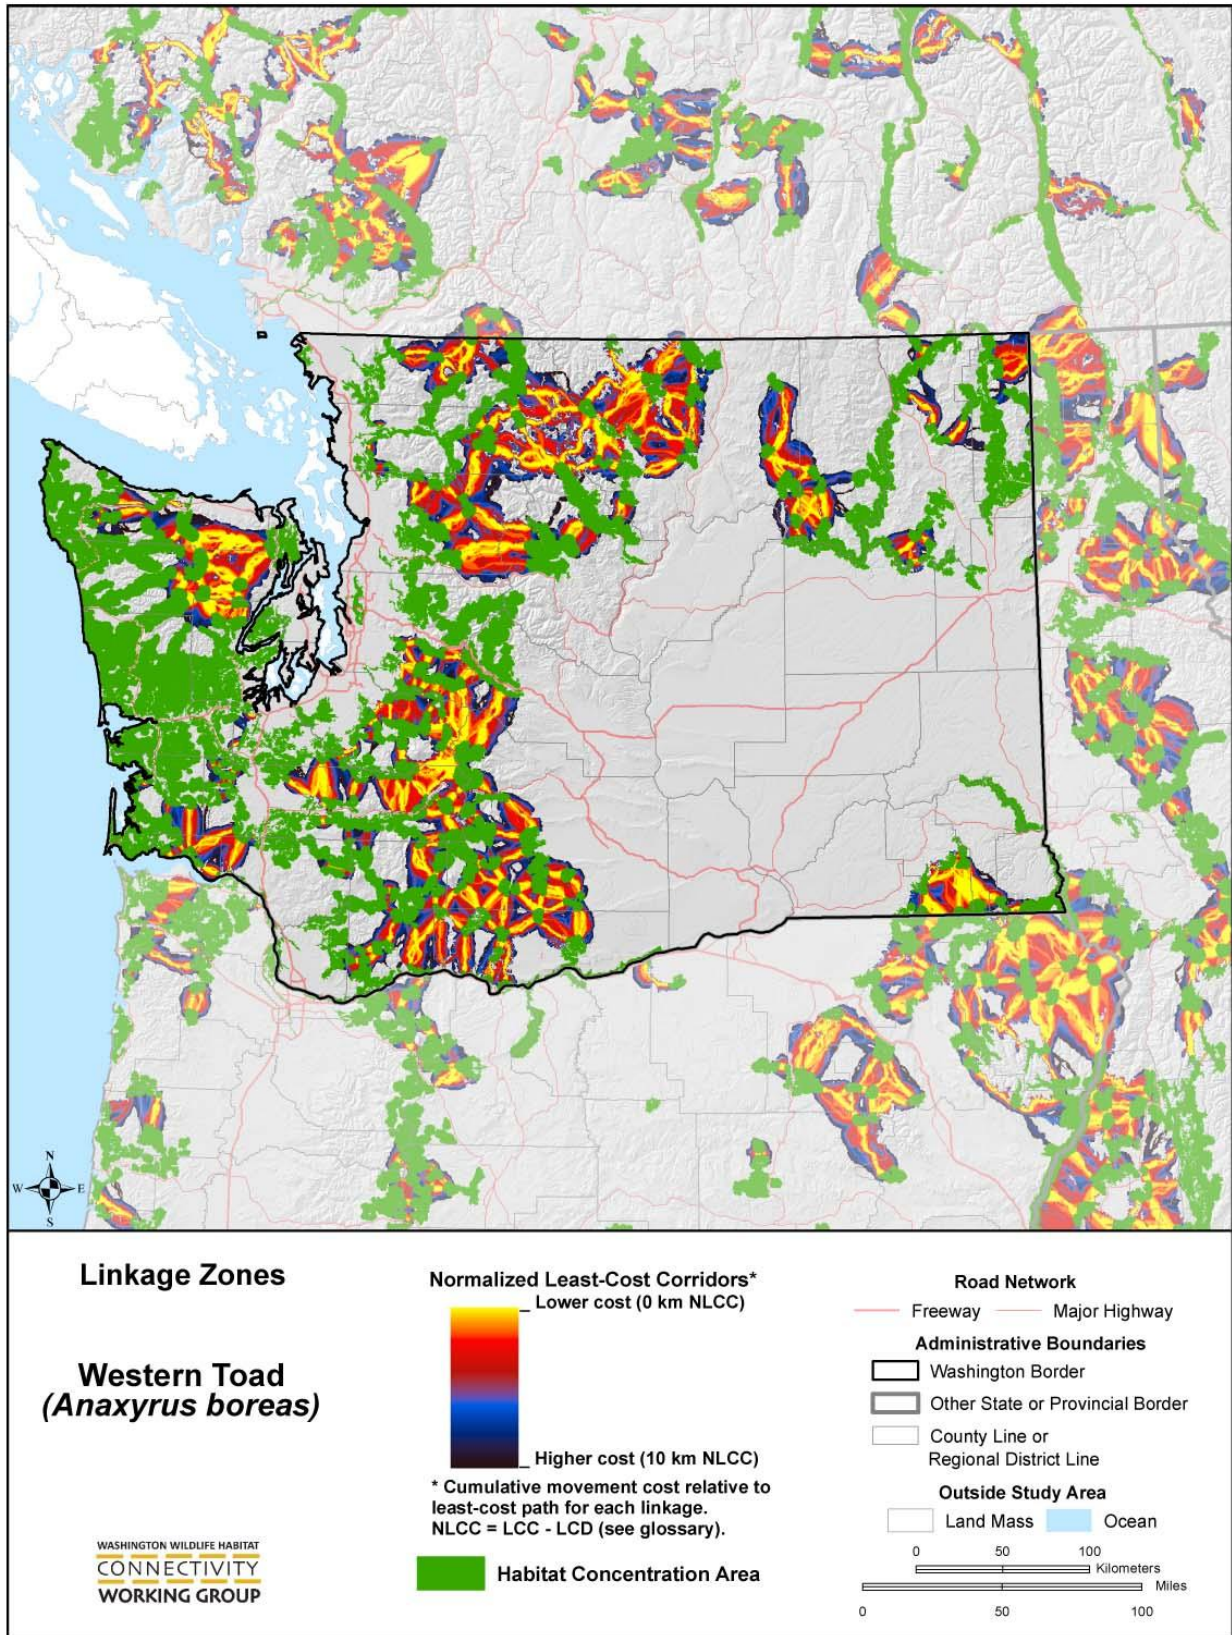 N
W E
S
Linkage Zones
Western Toad
(Anaxyrus boreas)
WASHINGTON WILDLIFE HABITAT
CONNECTIVITY
WORKING GROUP
Normalized Least-Cost Corridors*
Lower cost (0 km NLCC)
Higher cost (10 km NLCC)
* Cumulative movement cost relative to
least-cost path for each linkage.
NLCC = LCC - LCD (see glossary).
Habitat Concentration Area
Road Network
Freeway Major Highway
Administrative Boundaries
Washington Border
Other State or Provincial Border
County Line or
Regional District Line
Outside Study Area
Land Mass Ocean
0 50 100
Kilometers
Miles
0 50 100